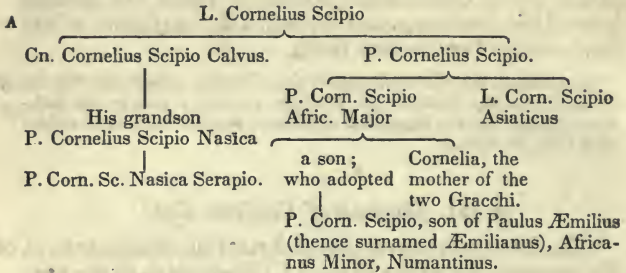 A
L. Cornelius Scipio
Cn. Cornelius Scipio Calvus. P. Cornelius Scipio.
P. Corn. Scipio L. Corn. Scipio
His grandson Afric. Major Asiaticus
P. Cornelius Scipio Nasica
a son; Cornelia, the
P. Corn. Sc. Nasica Serapio. who adopted mother of the
two Gracchi.
P. Corn. Scipio, son of Paulus Æmilius
(thence surnamed Æmilianus), Africa-
nus Minor, Numantinus.